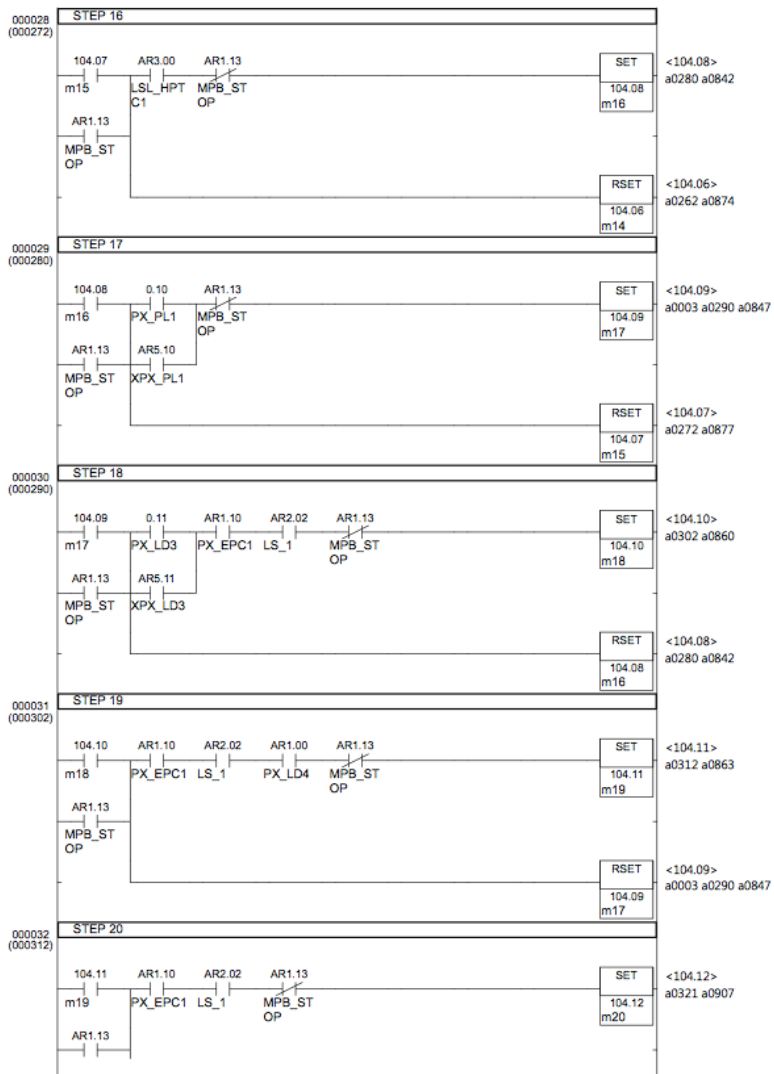 000028
(000272)
STEP 16
104.07 AR3.00 AR1.13
m15 LSL_HPT MPB_ST
C1 OP
SET <104.08>
104.08 a0280 a0842
m16
AR1.13
MPB_ST
OP
RSET <104.06>
104.06 a0262 a0874
m14
000029
(000280)
STEP 17
104.08 0.10 AR1.13
m16 PX_PL1 MPB_ST
OP
SET <104.09>
104.09 a0003 a0290 a0847
m17
AR1.13 AR5.10
MPB_ST XPX_PL1
OP
RSET <104.07>
104.07 a0272 a0877
m15
000030
(000290)
STEP 18
104.09 0.11 AR1.10 AR2.02 AR1.13
m17 PX_LD3 PX_EPC1 LS_1 MPB_ST
OP
SET <104.10>
104.10 a0302 a0860
m18
AR1.13 AR5.11
MPB_ST XPX_LD3
OP
RSET <104.08>
104.08 a0280 a0842
m16
000031
(000302)
STEP 19
104.10 AR1.10 AR2.02 AR1.00 AR1.13
m18 PX_EPC1 LS_1 PX_LD4 MPB_ST
OP
SET <104.11>
104.11 a0312 a0863
m19
AR1.13
MPB_ST
OP
RSET <104.09>
104.09 a0003 a0290 a0847
m17
000032
(000312)
STEP 20
104.11 AR1.10 AR2.02 AR1.13
m19 PX_EPC1 LS_1 MPB_ST
OP
SET <104.12>
104.12 a0321 a0907
m20
AR1.13